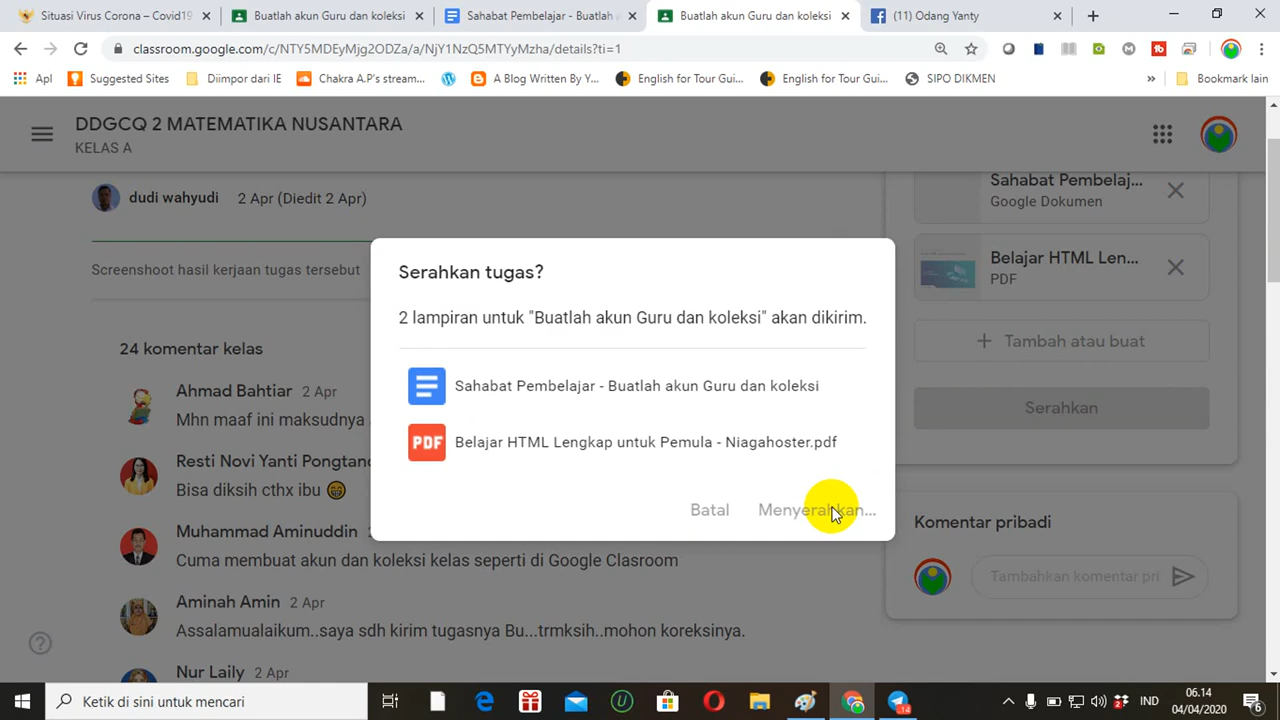 Situasi Virus Corona – Covid19
Buatlah akun Guru dan koleksi
Sahabat Pembelajar - Buatlah a
Buatlah akun Guru dan koleksi
(11) Odang Yanty
classroom.google.com/c/NTY5MDEyMjg2ODZa/a/NjY1NzQ5MTYyMzha/details?ti=1
Apl
Suggested Sites
Diimpor dari IE
Chakra A.P's stream...
A Blog Written By Y...
English for Tour Gui...
English for Tour Gui...
SIPO DIKMEN
»
Bookmark lain
DDGCQ 2 MATEMATIKA NUSANTARA
KELAS A
dudi wahyudi 2 Apr (Diedit 2 Apr)
Screenshoot hasil kerjaan tugas tersebut
24 komentar kelas
Ahmad Bahtiar 2 Apr
Mhn maaf ini maksudnya a
Resti Novi Yanti Pongtan
Bisa diksih cthx ibu
Muhammad Aminuddin
Cuma membuat akun dan koleksi kelas seperti di Google Clasroom
Aminah Amin 2 Apr
Assalamualaikum..saya sdh kirim tugasnya Bu...trmksih..mohon koreksinya.
Nur Laily 2 Apr
Serahkan tugas?
2 lampiran untuk "Buatlah akun Guru dan koleksi" akan dikirim.
Sahabat Pembelajar - Buatlah akun Guru dan koleksi
PDF Belajar HTML Lengkap untuk Pemula - Niagahoster.pdf
Batal Menyerahkan...
Sahabat Pembelaj...
Google Dokumen
Belajar HTML Len...
PDF
+ Tambah atau buat
Serahkan
Komentar pribadi
Tambahkan komentar pri
Ketik di sini untuk mencari
14
IND
06.14
04/04/2020
6